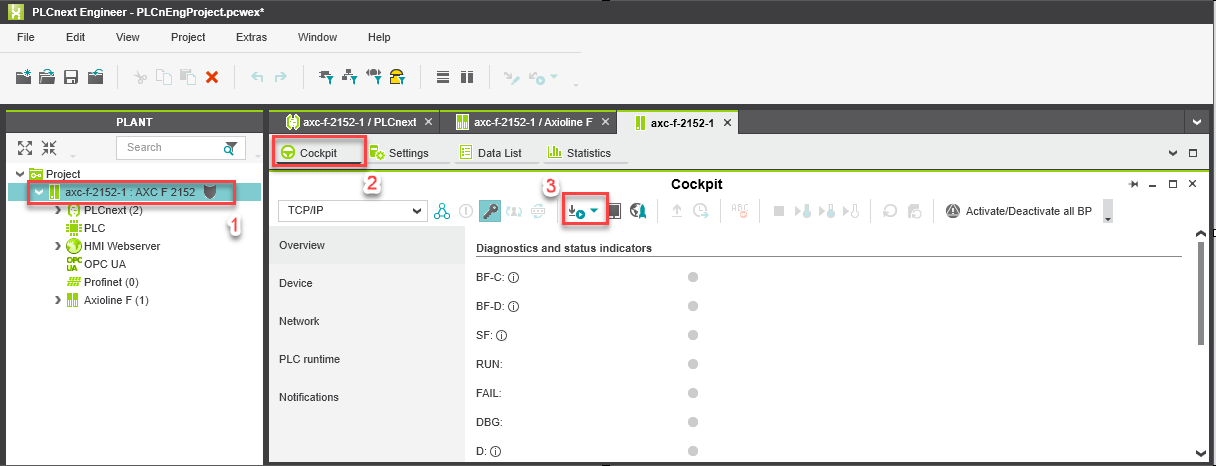 PLCnext Engineer - PLCnEngProject.pcwex*
File Edit View Project Extras Window Help
PLANT
Search
Project
axc-f-2152-1 : AXC F 2152
1
PLCnext (2)
PLC
HMI Webserver
OPC UA OPC UA
Profinet (0)
Axioline F (1)
axc-f-2152-1 / PLCnext axc-f-2152-1 / Axioline F axc-f-2152-1
Cockpit Settings Data List Statistics
2 3
Cockpit
TCP/IP ABC Activate/Deactivate all BP
Overview
Device
Network
PLC runtime
Notifications
Diagnostics and status indicators
BF-C:
BF-D:
SF:
RUN:
FAIL:
DBG:
D: